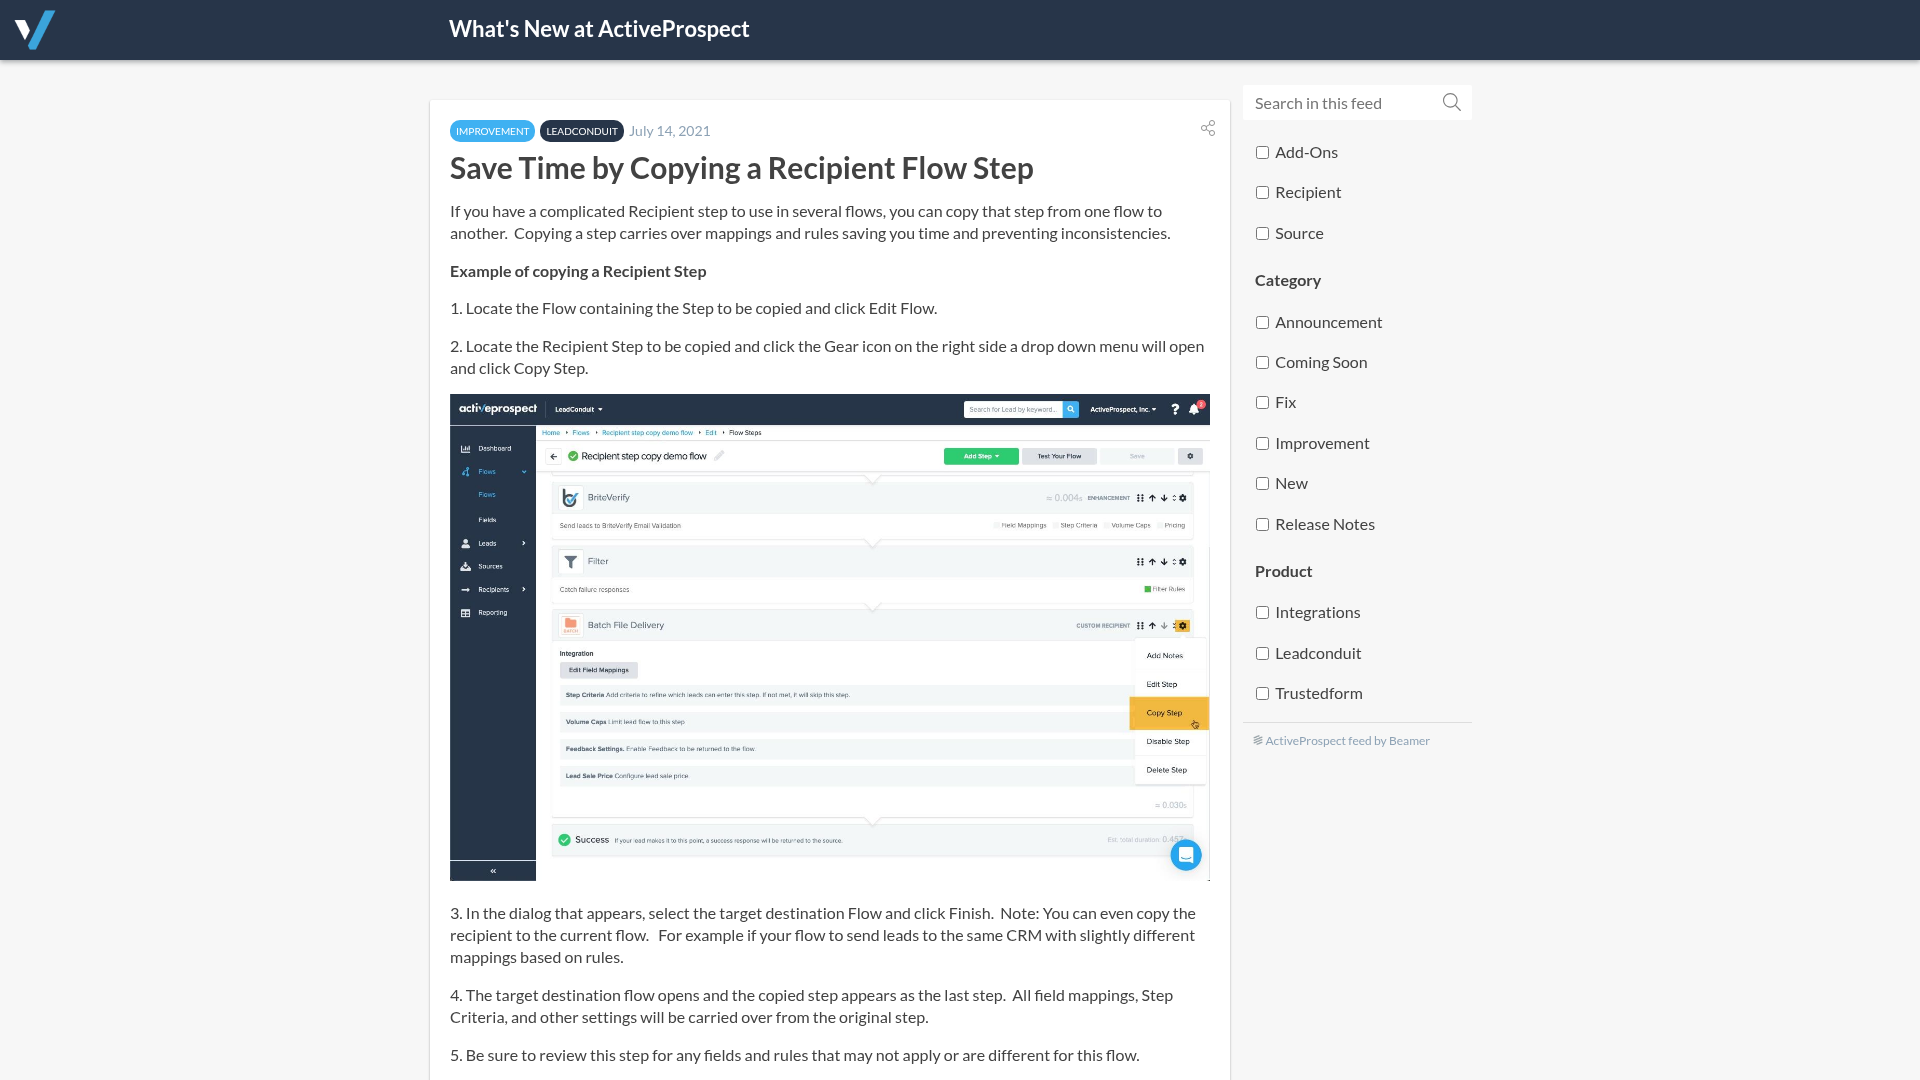 What's New at ActiveProspect
IMPROVEMENT LEADCONDUIT July 14, 2021
Save Time by Copying a Recipient Flow Step
If you have a complicated Recipient step to use in several flows, you can copy that step from one flow to
another.  Copying a step carries over mappings and rules saving you time and preventing inconsistencies.
Example of copying a Recipient Step
1. Locate the Flow containing the Step to be copied and click Edit Flow.
2. Locate the Recipient Step to be copied and click the Gear icon on the right side a drop down menu will open
and click Copy Step.
activeprospect LeadConduit Search for Lead by keyword... ActiveProspect, Inc. ? 2
Home Flows Recipient step copy demo flow Edit Flow Steps
Recipient step copy demo flow Add Step Test Your Flow Save
Dashboard
Flows
Flows
Fields
Leads
Sources
Recipients
Reporting
«
BriteVerify ≈ 0.004s ENHANCEMENT
Send leads to BriteVerify Email Validation Field Mappings Step Criteria Volume Caps Pricing
Filter
Catch failure responses Filter Rules
BATCH Batch File Delivery CUSTOM RECIPIENT
Integration
Edit Field Mappings
Step Criteria Add criteria to refine which leads can enter this step. If not met, it will skip this step.
Volume Caps Limit lead flow to this step
Feedback Settings. Enable Feedback to be returned to the flow.
Lead Sale Price Configure lead sale price.
Add Notes
Edit Step
Copy Step
Disable Step
Delete Step
≈ 0.030s
Success If your lead makes it to this point, a success response will be returned to the source. Est. total duration:
3. In the dialog that appears, select the target destination Flow and click Finish.  Note: You can even copy the
recipient to the current flow.   For example if your flow to send leads to the same CRM with slightly different
mappings based on rules.
4. The target destination flow opens and the copied step appears as the last step.  All field mappings, Step
Criteria, and other settings will be carried over from the original step.
5. Be sure to review this step for any fields and rules that may not apply or are different for this flow.
Search in this feed
Add-Ons
Recipient
Source
Category
Announcement
Coming Soon
Fix
Improvement
New
Release Notes
Product
Integrations
Leadconduit
Trustedform
ActiveProspect feed by Beamer